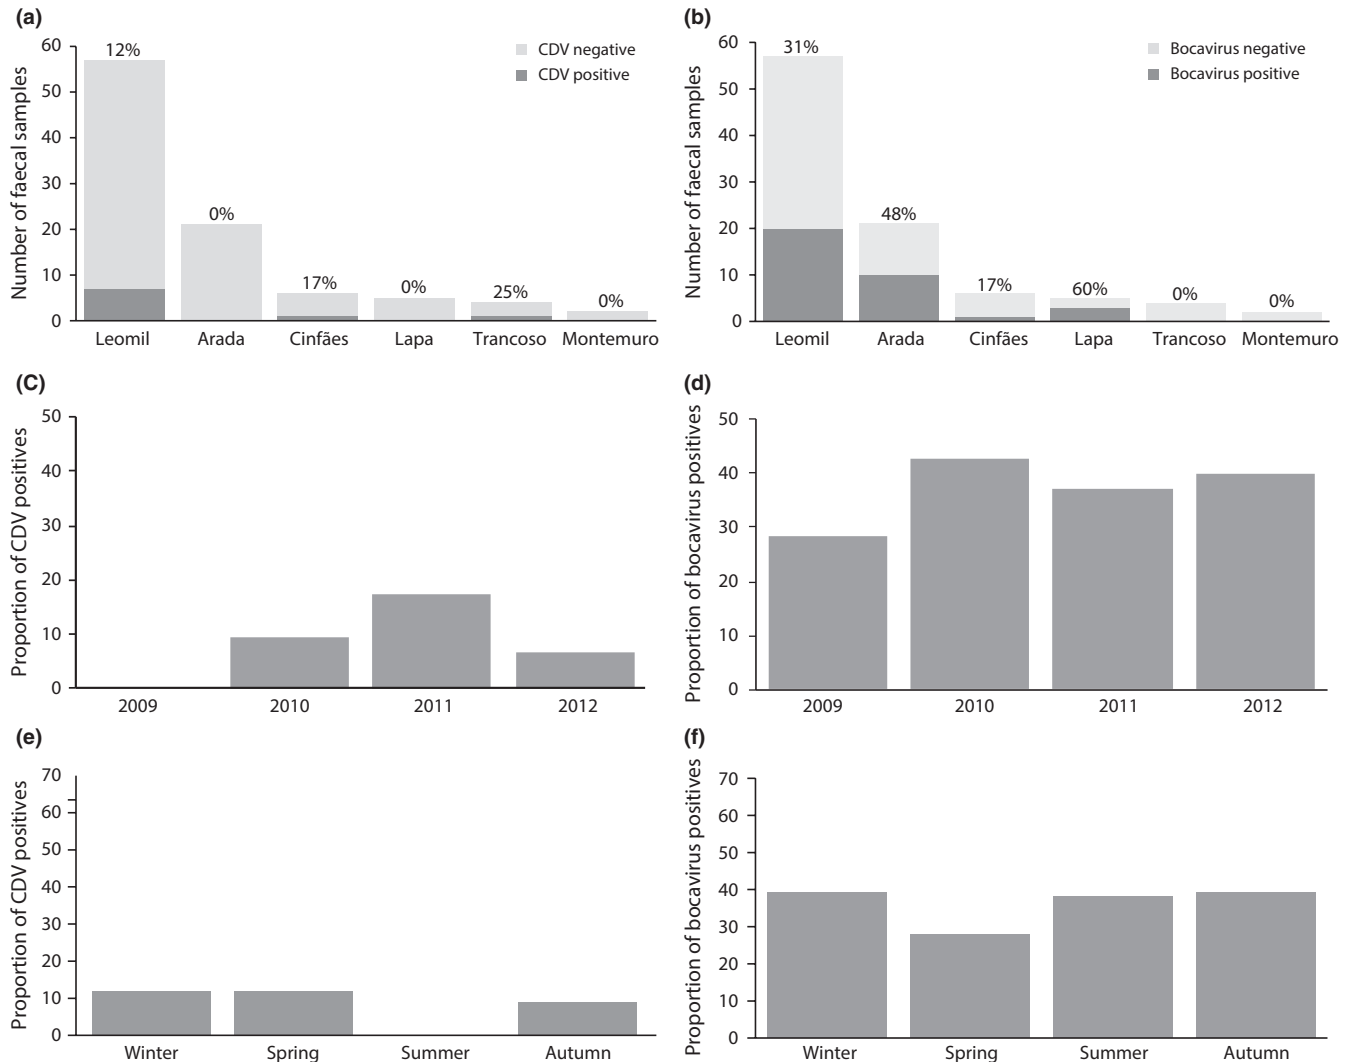 (a)
Number of faecal samples
60
50
40
30
20
10
0
12%
0%
17%
0%
25%
0%
CDV negative
CDV positive
Leomil Arada Cinfães Lapa Trancoso Montemuro
(b)
Number of faecal samples
60
50
40
30
20
10
0
31%
48%
17%
60%
0%
0%
Bocavirus negative
Bocavirus positive
Leomil Arada Cinfães Lapa Trancoso Montemuro
(C)
Proportion of CDV positives
50
40
30
20
10
0
2009 2010 2011 2012
(d)
Proportion of bocavirus positives
50
40
30
20
10
0
2009 2010 2011 2012
(e)
Proportion of CDV positives
70
60
50
40
30
20
10
0
Winter Spring Summer Autumn
(f)
Proportion of bocavirus positives
70
60
50
40
30
20
10
0
Winter Spring Summer Autumn